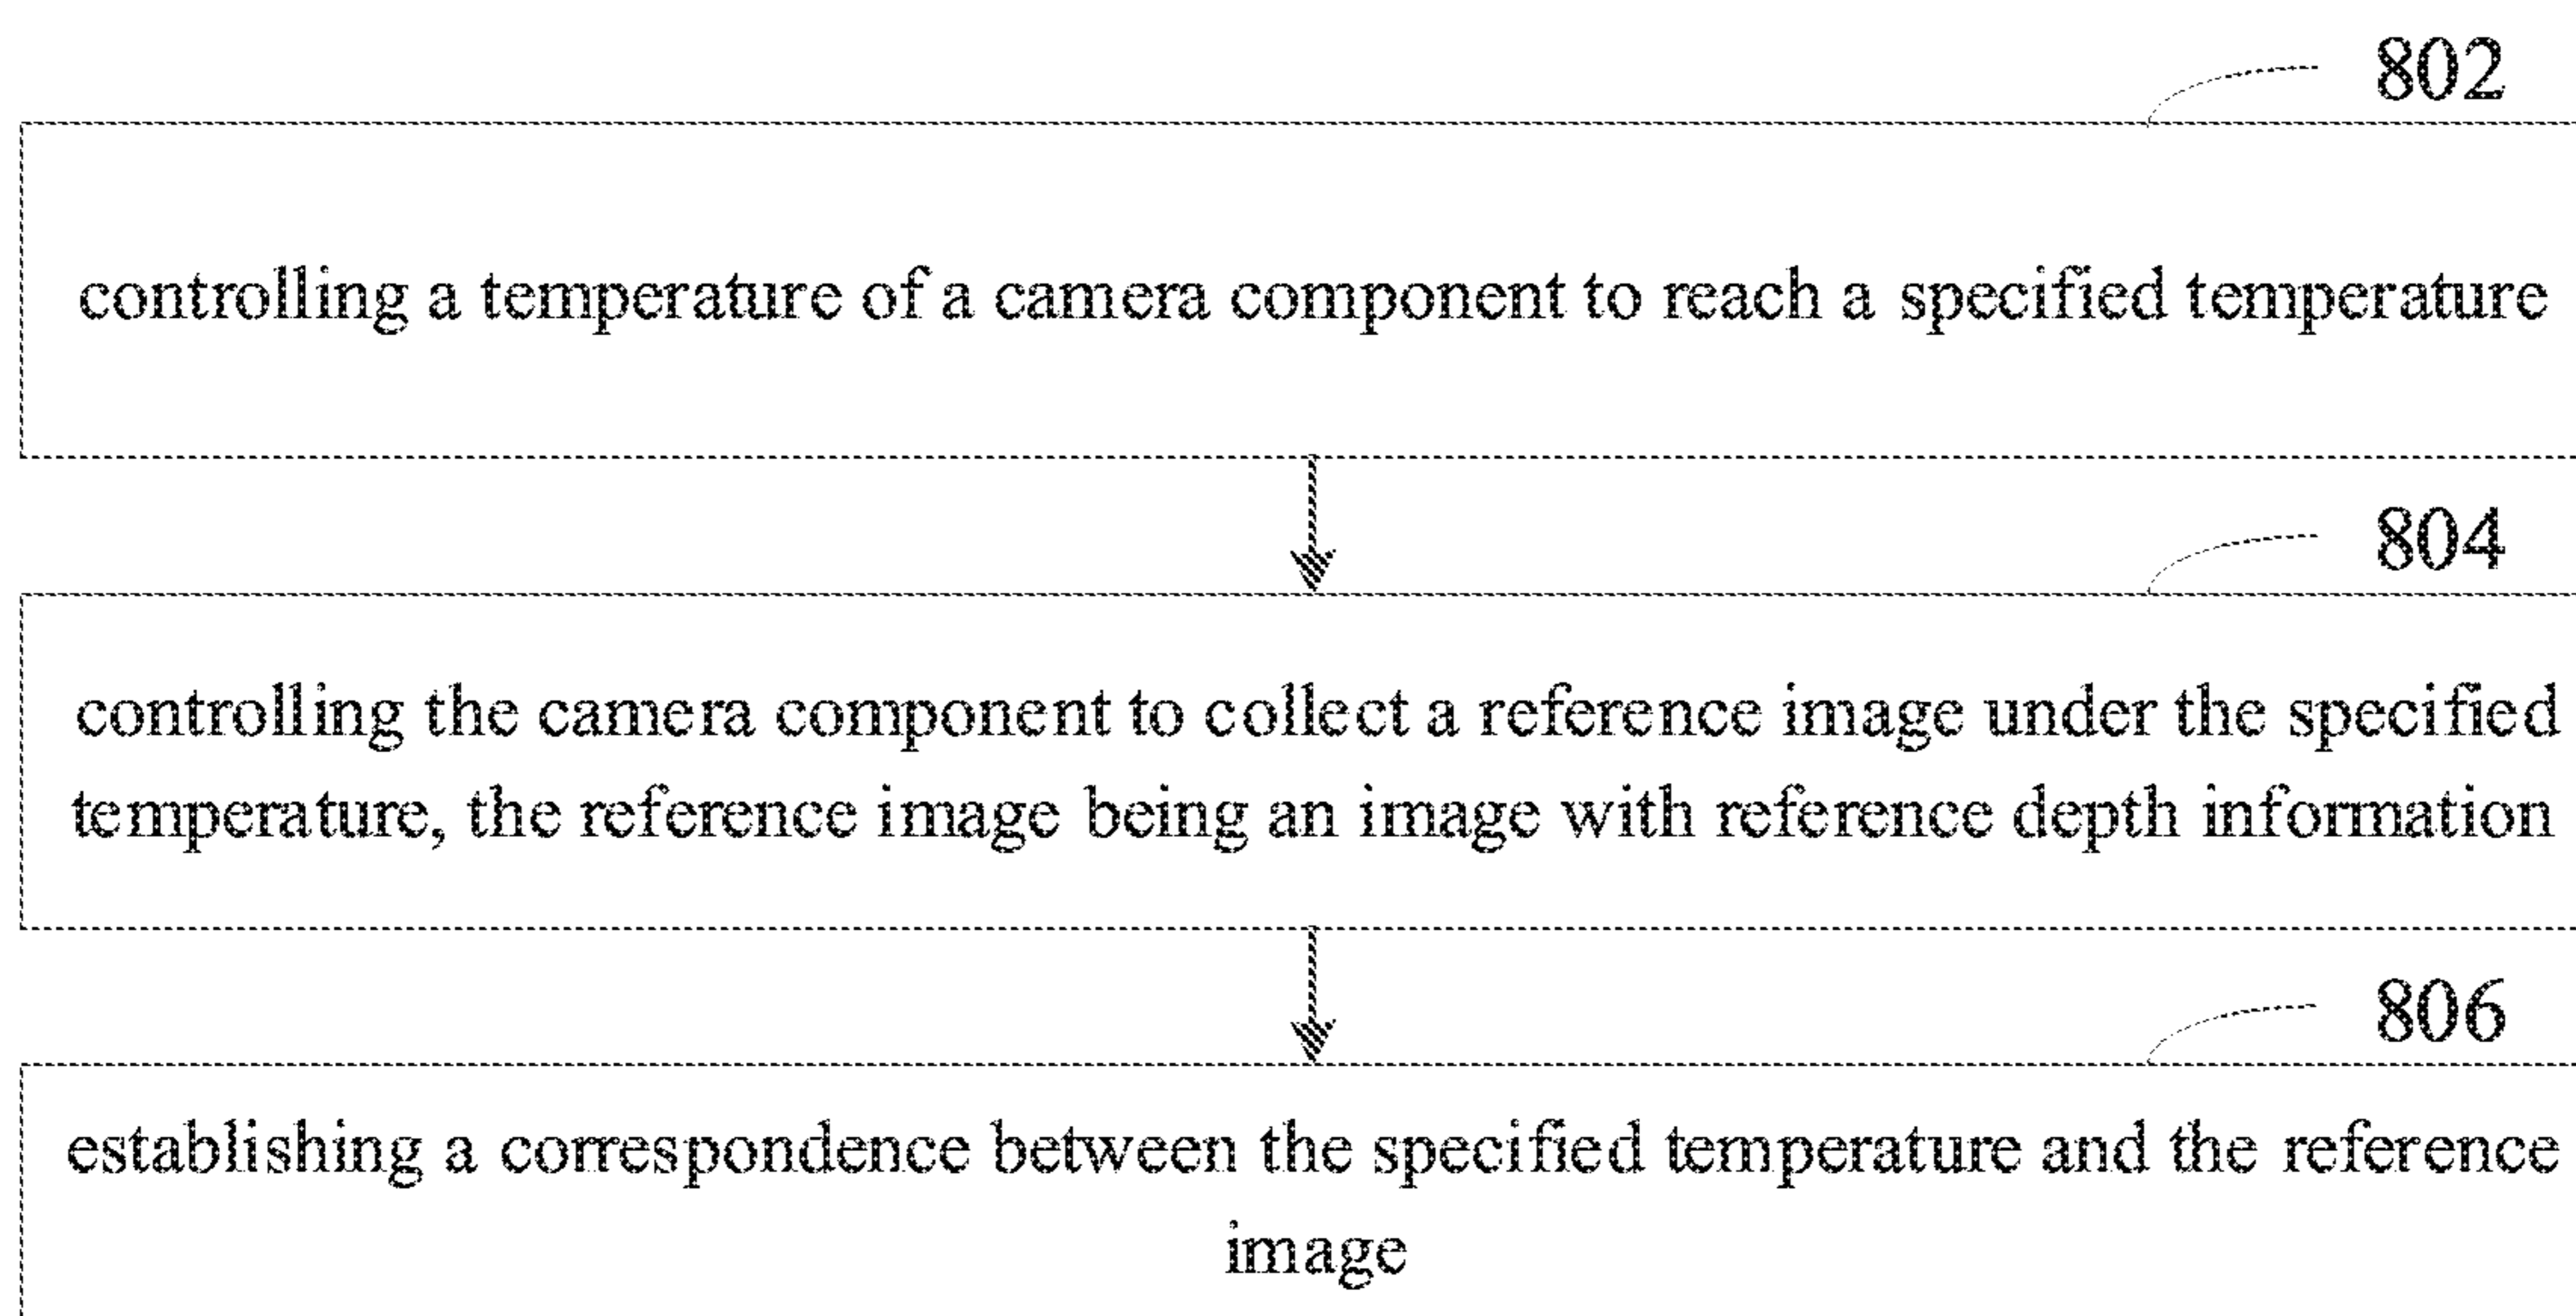 802
controlling a temperature of a camera component to reach a specified temperature
804
controlling the camera component to collect a reference image under the specified
temperature, the reference image being an image with reference depth information
806
establishing a correspondence between the specified temperature and the reference
image